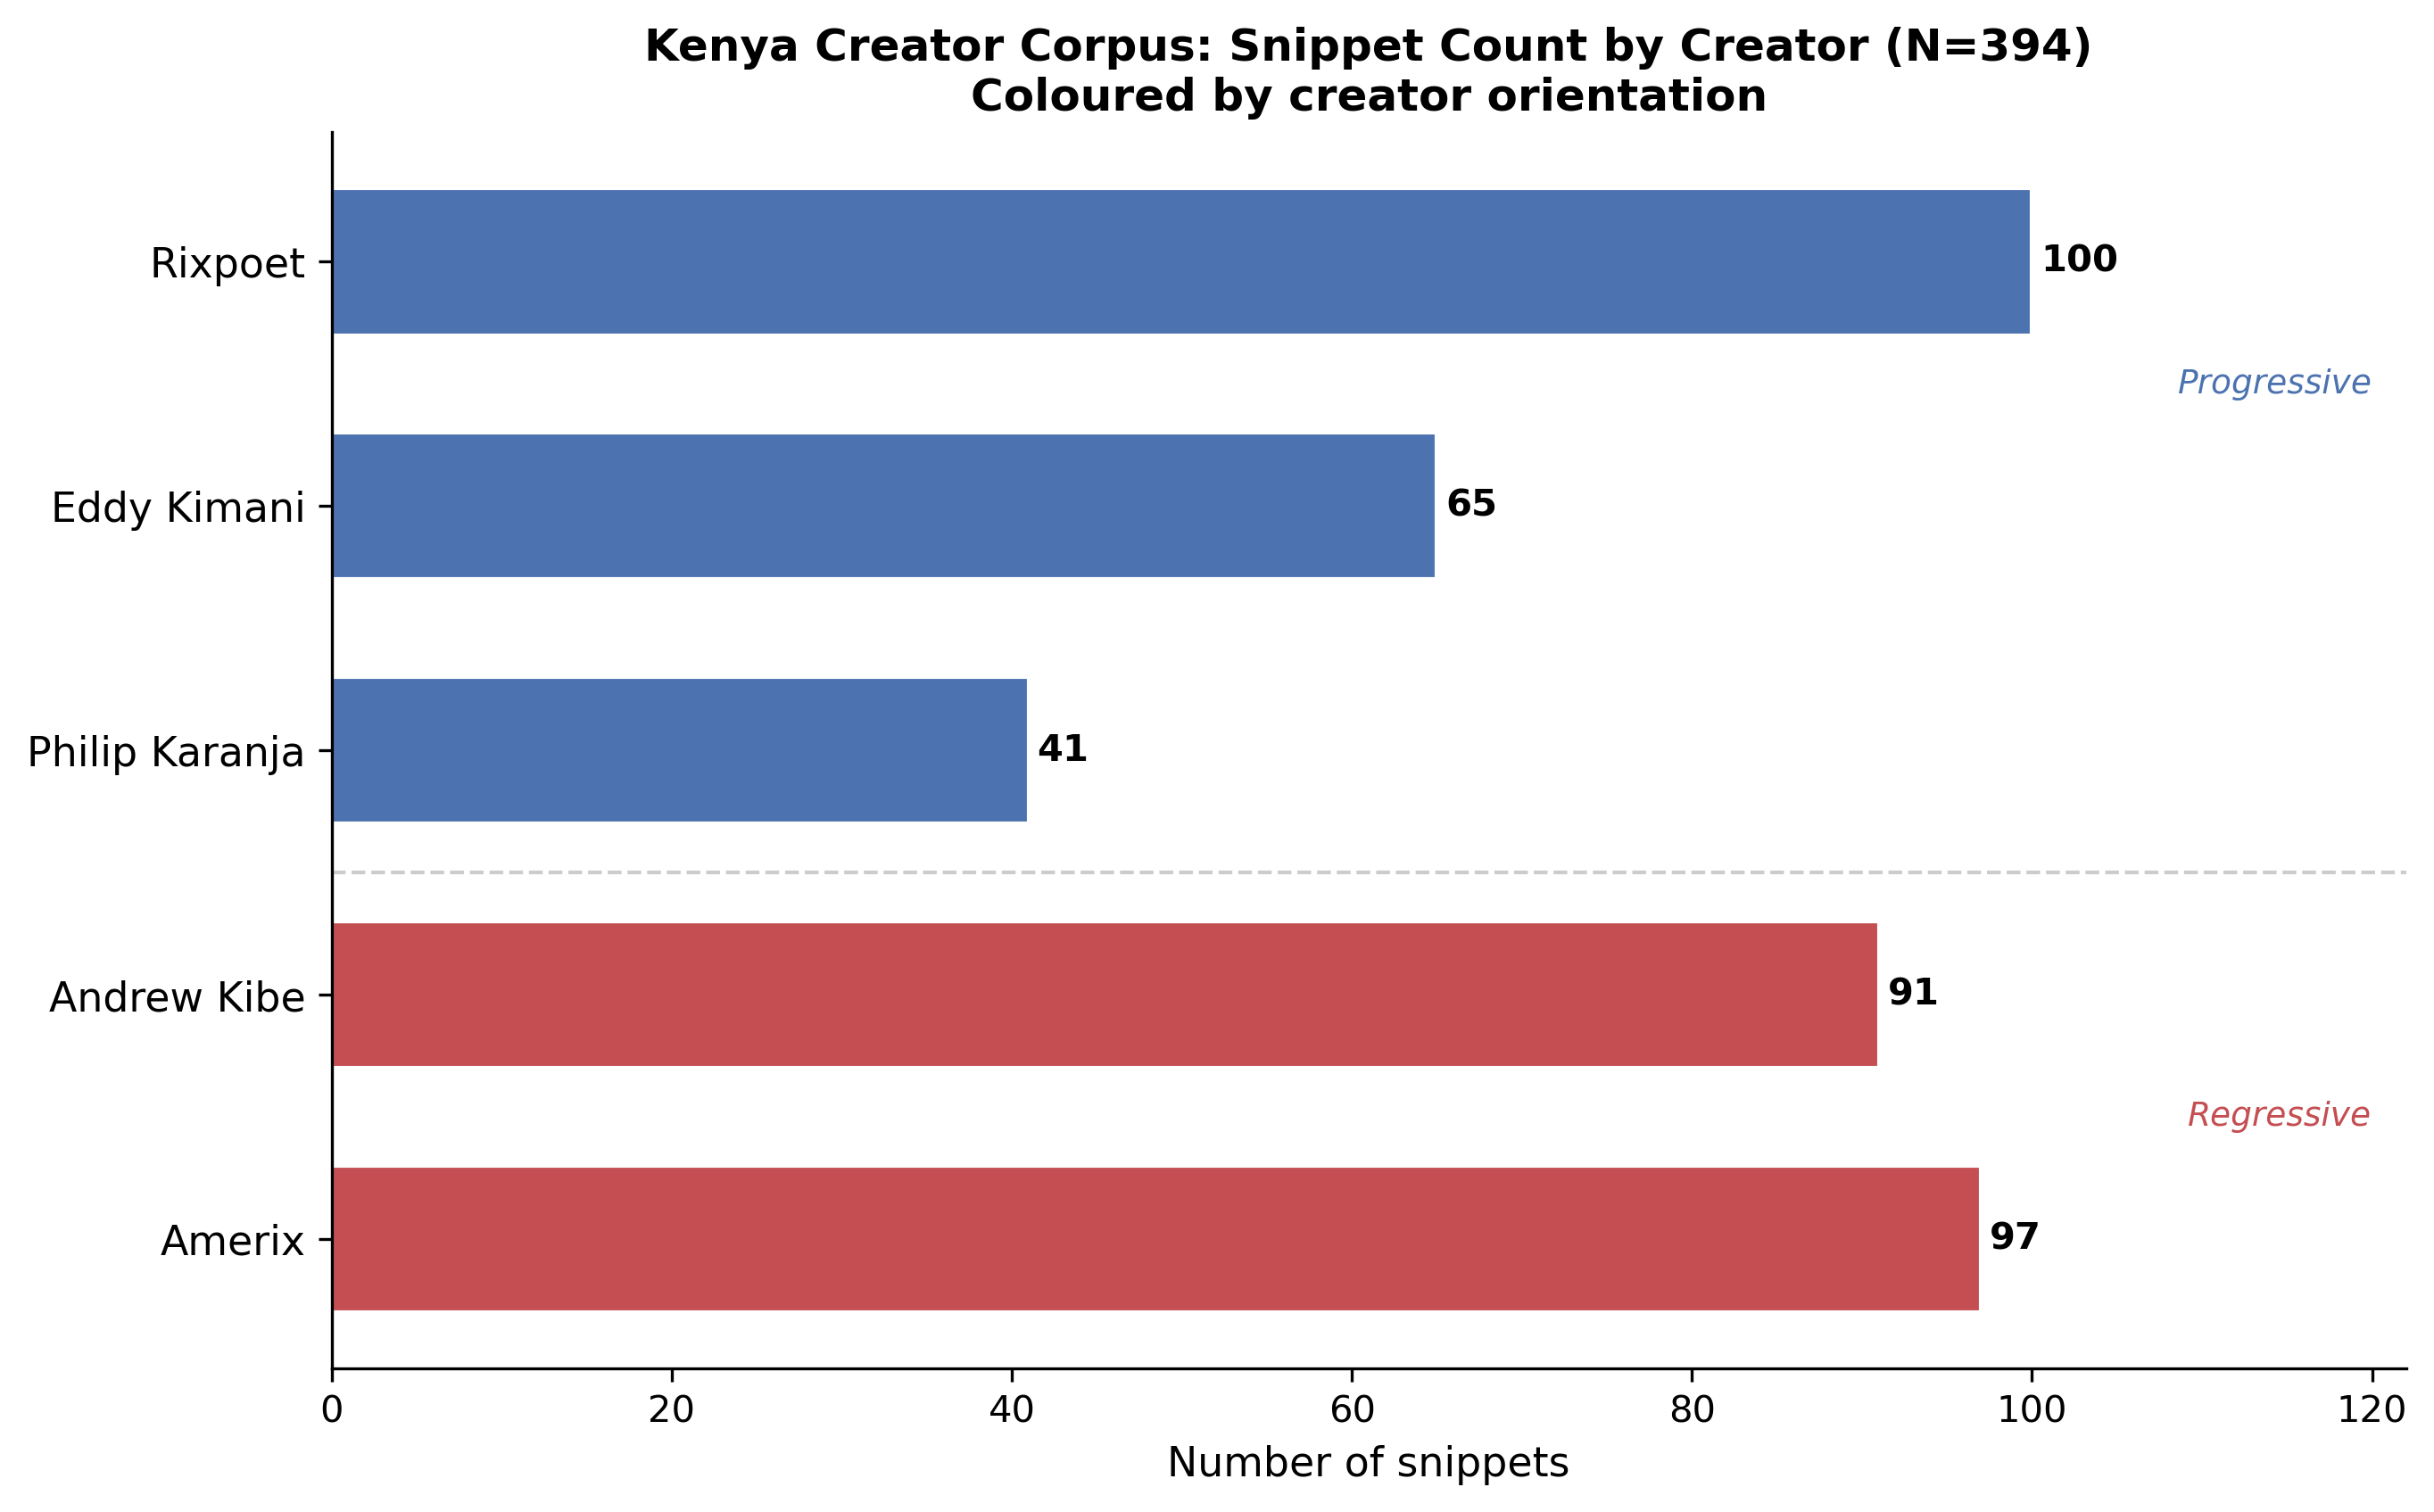 Kenya Creator Corpus: Snippet Count by Creator (N=394)
Coloured by creator orientation
Rixpoet
100
Progressive
Eddy Kimani
65
Philip Karanja
41
Andrew Kibe
91
Regressive
Amerix
97
0 20 40 60 80 100 120
Number of snippets